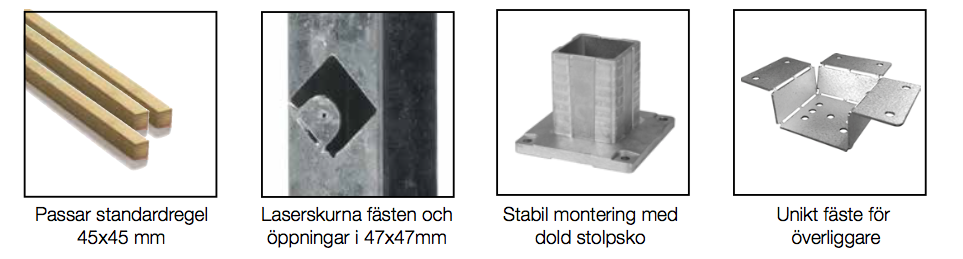 Passar standardregel
45x45 mm
Laserskurna fästen och
öppningar i 47x47mm
Stabil montering med
dold stolpsko
Unikt fäste för
överliggare